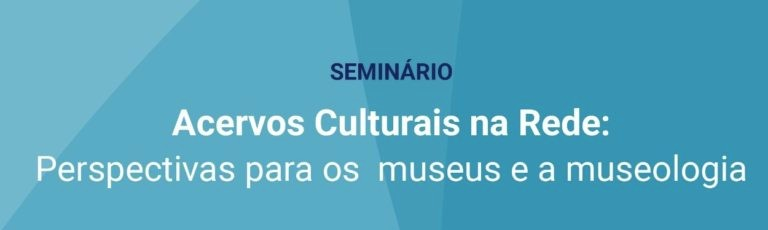 SEMINÁRIO
Acervos Culturais na Rede:
Perspectivas para os museus e a museologia